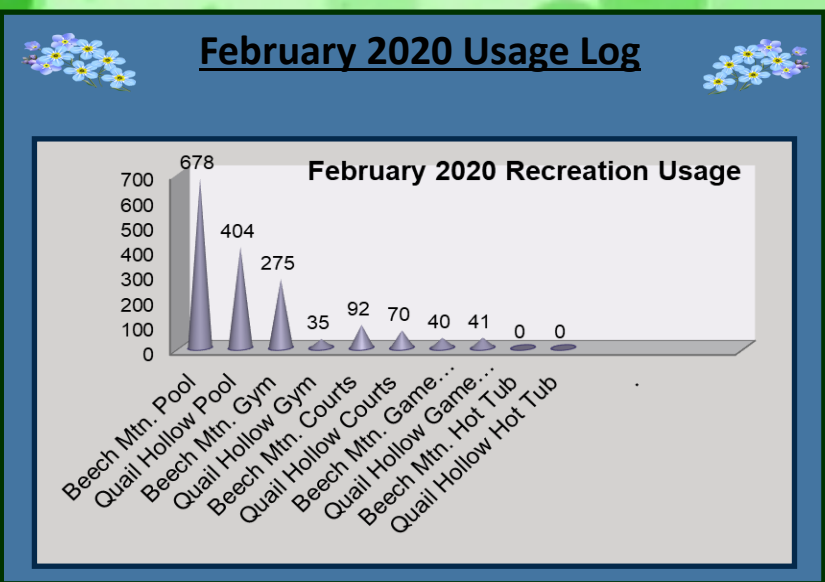 February 2020 Usage Log
February 2020 Recreation Usage
700
600
500
400
300
200
100
0
678
404
275
35
92
70
40
41
0
0
Beech Mtn. Pool
Quail Hollow Pool
Beech Mtn. Gym
Quail Hollow Gym
Beech Mtn. Courts
Quail Hollow Courts
Beech Mtn. Game…
Quail Hollow Game…
Beech Mtn. Hot Tub
Quail Hollow Hot Tub
.